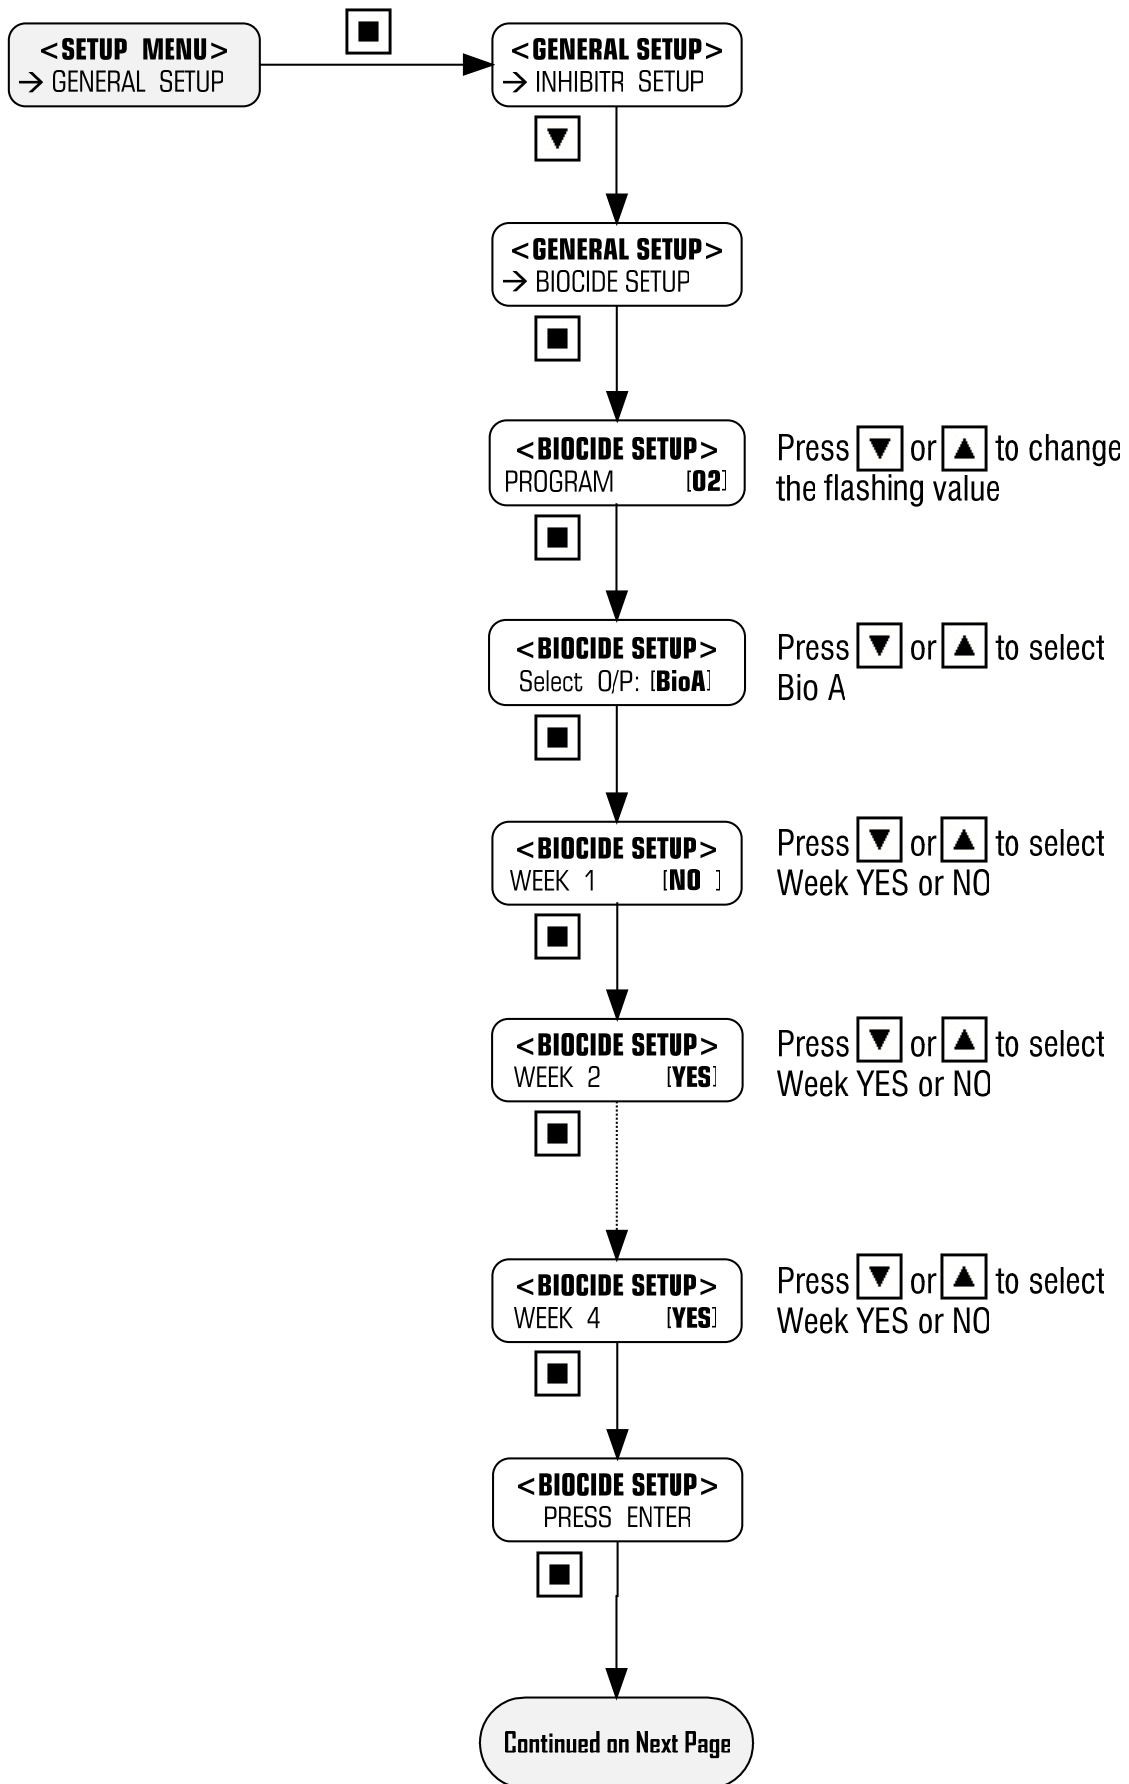 <SETUP MENU>
→ GENERAL SETUP
<GENERAL SETUP>
→ INHIBITR SETUP
<GENERAL SETUP>
→ BIOCIDE SETUP
<BIOCIDE SETUP>
PROGRAM [02]
Press ▼ or ▲ to change
the flashing value
<BIOCIDE SETUP>
Select O/P: [BioA]
Press ▼ or ▲ to select
Bio A
<BIOCIDE SETUP>
WEEK 1 [NO ]
Press ▼ or ▲ to select
Week YES or NO
<BIOCIDE SETUP>
WEEK 2 [YES]
Press ▼ or ▲ to select
Week YES or NO
<BIOCIDE SETUP>
WEEK 4 [YES]
Press ▼ or ▲ to select
Week YES or NO
<BIOCIDE SETUP>
PRESS ENTER
Continued on Next Page